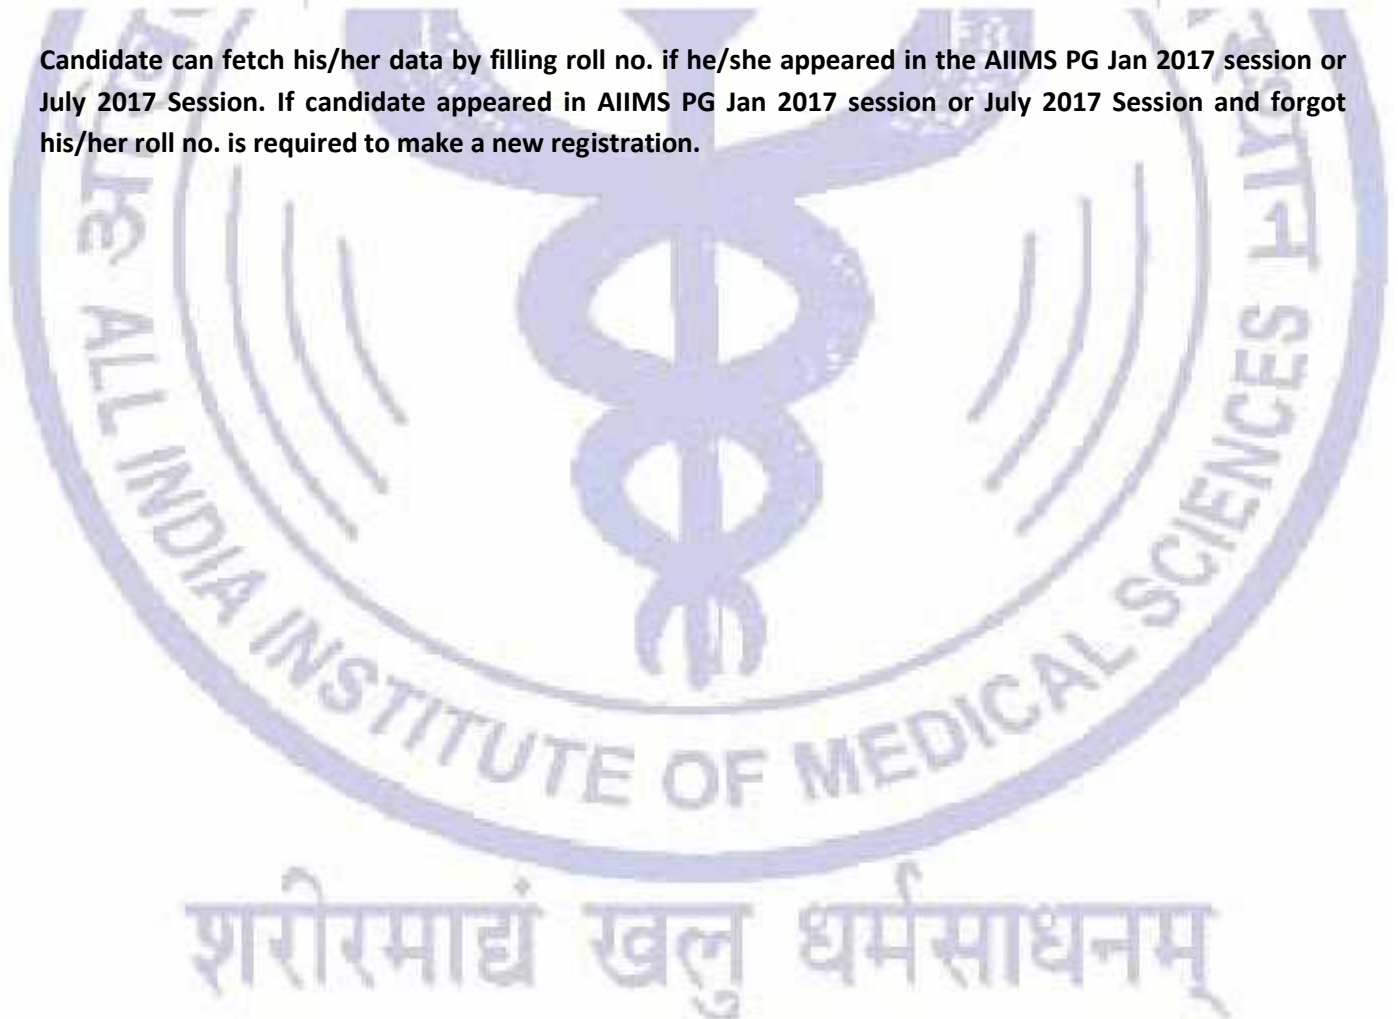 Candidate can fetch his/her data by filling roll no. if he/she appeared in the AIIMS PG Jan 2017 session or
July 2017 Session. If candidate appeared in AIIMS PG Jan 2017 session or July 2017 Session and forgot
his/her roll no. is required to make a new registration.
ALL INDIA INSTITUTE OF MEDICAL SCIENCES
शरीरमाद्यं खलु धर्मसाधनम्